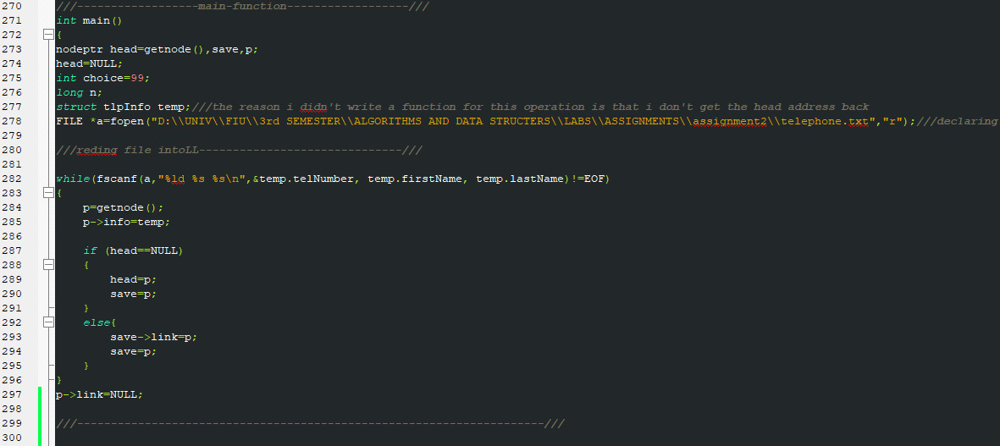 270 ///------------------main-function------------------///
271 int main()
272 {
273 nodeptr head=getnode(),save,p;
274 head=NULL;
275 int choice=99;
276 long n;
277 struct tlpInfo temp;///the reason i didn't write a function for this operation is that i don't get the head address back
278 FILE *a=fopen("D:\\UNIV\\FIU\\3rd SEMESTER\\ALGORITHMS AND DATA STRUCTERS\\LABS\\ASSIGNMENTS\\assignment2\\telephone.txt","r");///declaring
279
280 ///reding file intoLL------------------------------///
281
282 while(fscanf(a,"%ld %s %s\n",&temp.telNumber, temp.firstName, temp.lastName)!=EOF)
283 {
284 p=getnode();
285 p->info=temp;
286
287 if (head==NULL)
288 {
289 head=p;
290 save=p;
291 }
292 else{
293 save->link=p;
294 save=p;
295 }
296 }
297 p->link=NULL;
298
299 ///---------------------------------------------------------------------///
300